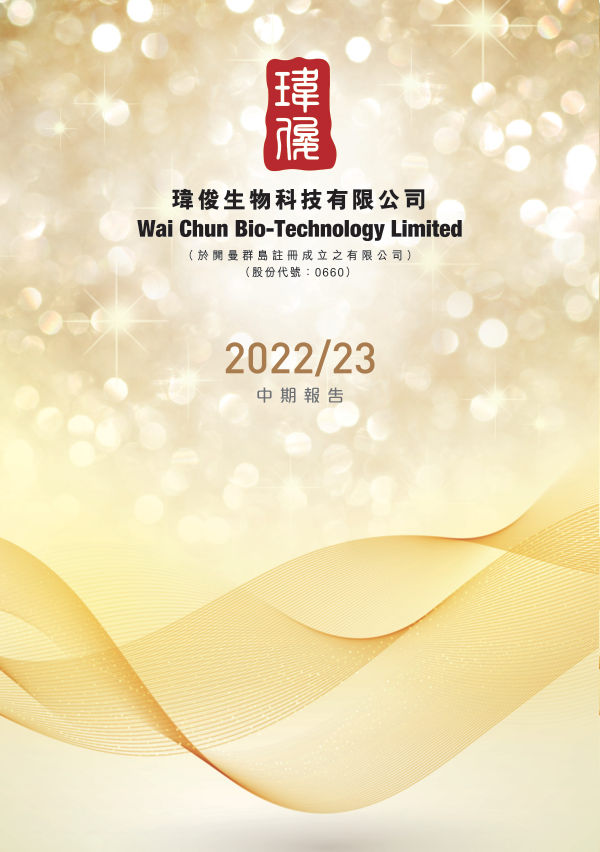 瑋俊
瑋俊生物科技有限公司
Wai Chun Bio-Technology Limited
（於開曼群島註冊成立之有限公司）
（股份代號：0660）
2022/23
中期報告